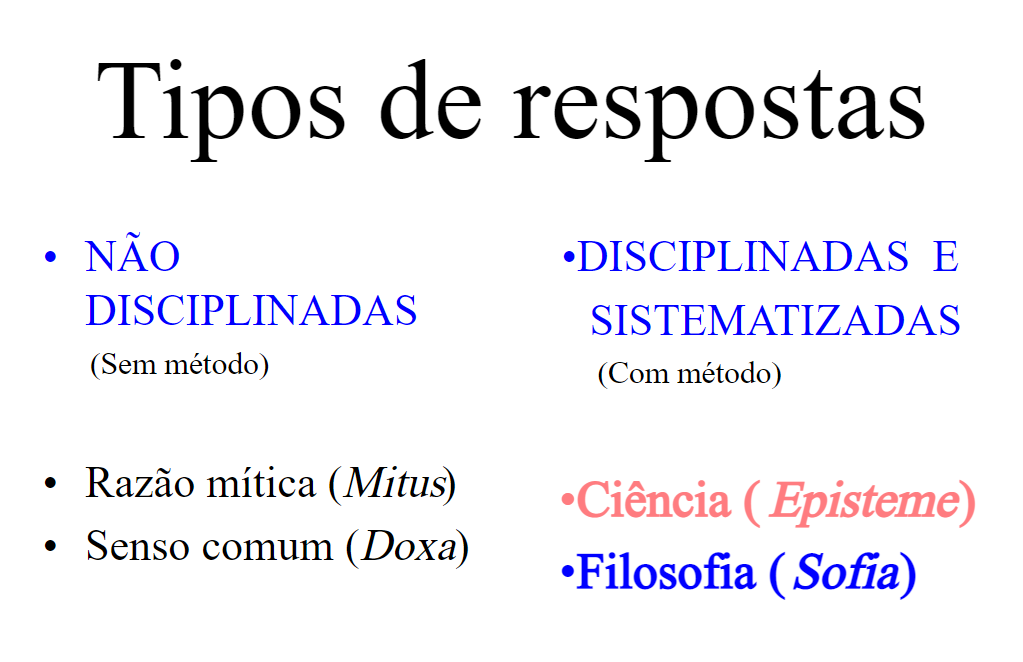 Tipos de respostas
• NÃO
DISCIPLINADAS
(Sem método)
• Razão mítica (Mitus)
• Senso comum (Doxa)
•DISCIPLINADAS E
SISTEMATIZADAS
(Com método)
•Ciência ( Episteme)
•Filosofia ( Sofia)